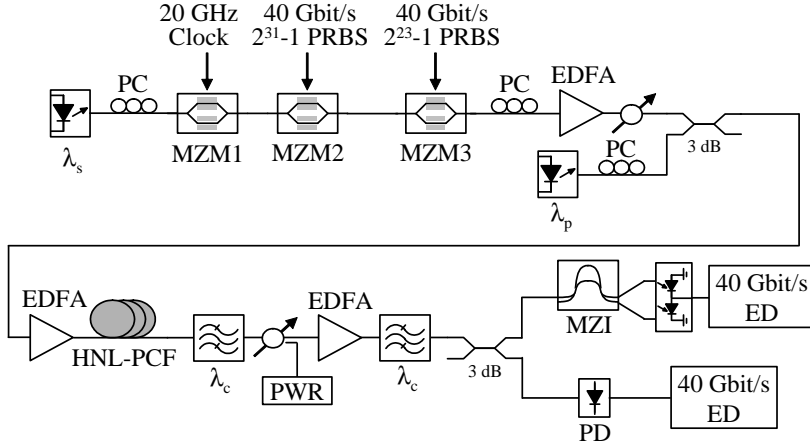 20 GHz
Clock
40 Gbit/s
2³¹-1 PRBS
40 Gbit/s
2²³-1 PRBS
PC
PC
EDFA
λs
MZM1
MZM2
MZM3
3 dB
PC
λp
EDFA
HNL-PCF
λc
PWR
EDFA
λc
3 dB
MZI
40 Gbit/s
ED
PD
40 Gbit/s
ED